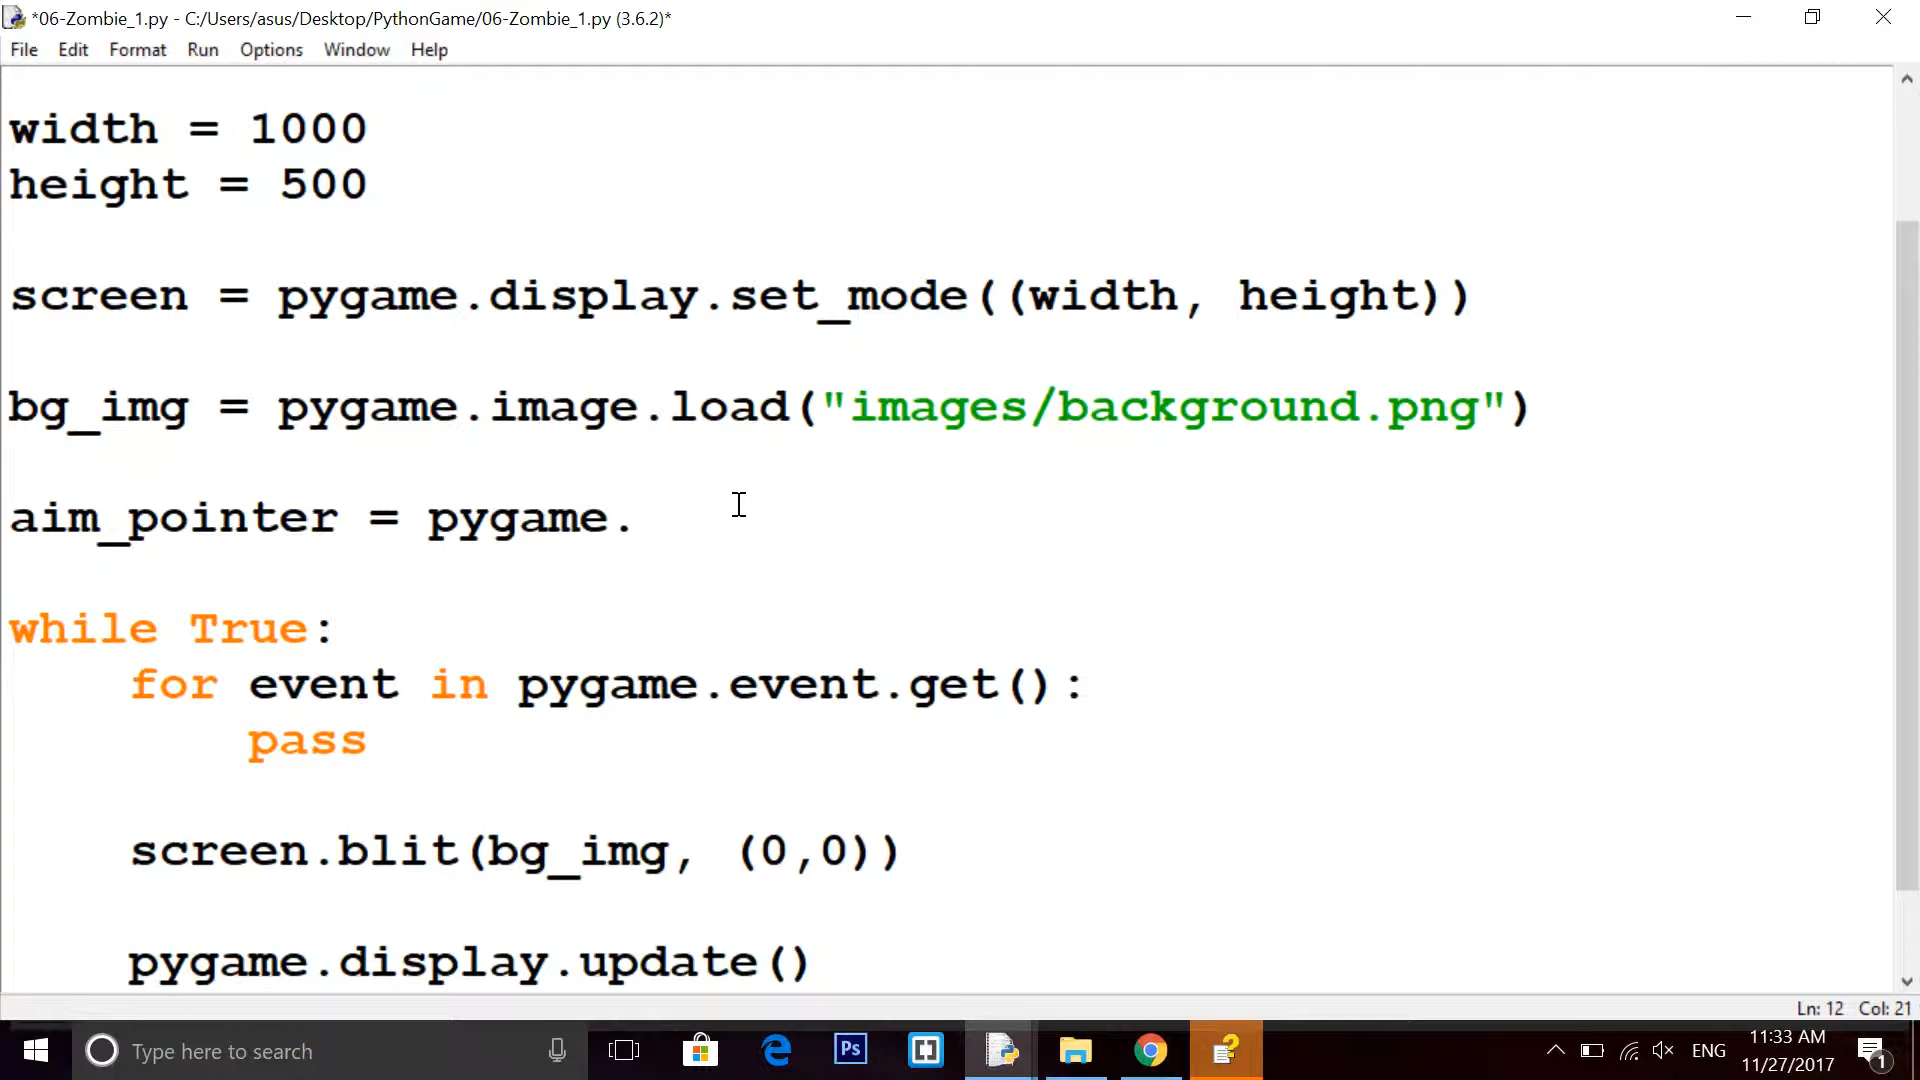 *06-Zombie_1.py - C:/Users/asus/Desktop/PythonGame/06-Zombie_1.py (3.6.2)*
File Edit Format Run Options Window Help
width = 1000
height = 500
screen = pygame.display.set_mode((width, height))
bg_img = pygame.image.load("images/background.png")
aim_pointer = pygame.
while True:
    for event in pygame.event.get():
        pass
    screen.blit(bg_img, (0,0))
    pygame.display.update()
Ln: 12 Col: 21
Type here to search
Ps
ENG
11:33 AM
11/27/2017
1